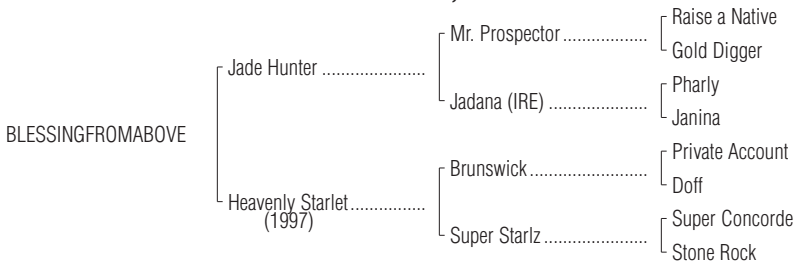 Raise a Native
Mr. Prospector....................
Gold Digger
Jade Hunter ......................
Pharly
Jadana (IRE) .....................
Janina
BLESSINGFROMABOVE
Private Account
Brunswick.........................
Doff
Heavenly Starlet................
(1997)
Super Concorde
Super Starlz ......................
Stone Rock